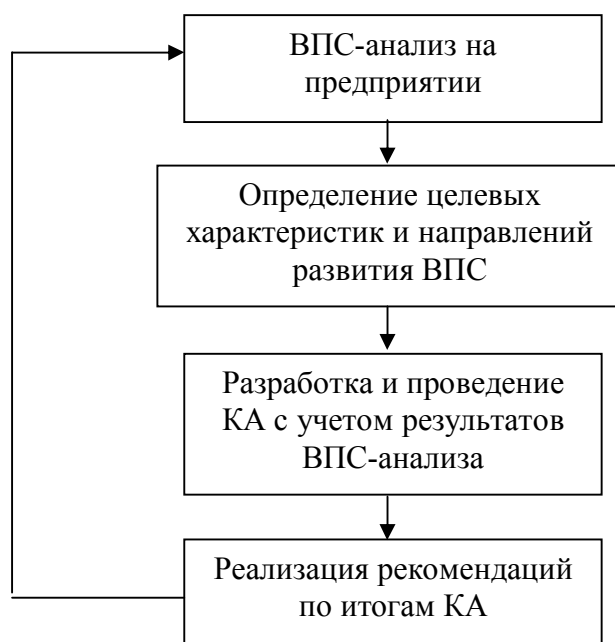 ВПС-анализ на
предприятии
Определение целевых
характеристик и направлений
развития ВПС
Разработка и проведение
КА с учетом результатов
ВПС-анализа
Реализация рекомендаций
по итогам КА